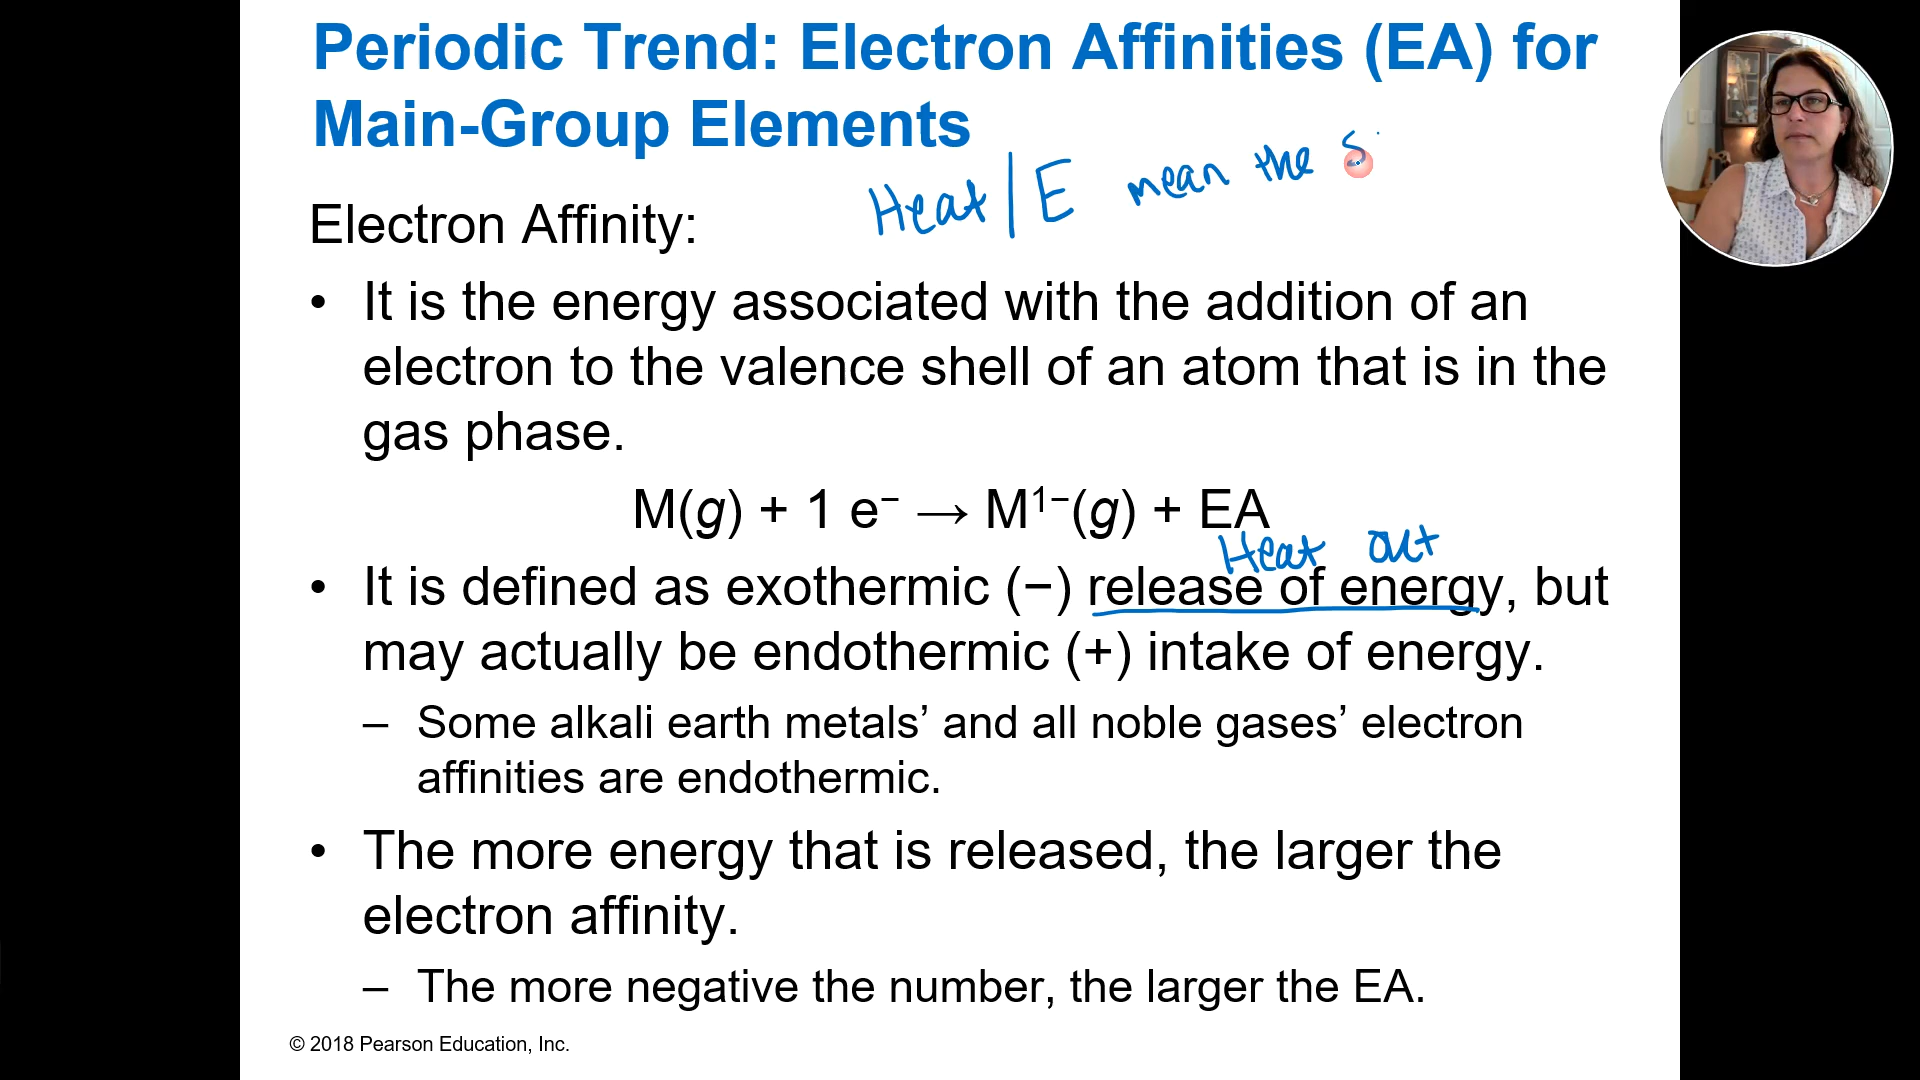 Periodic Trend: Electron Affinities (EA) for
Main-Group Elements
Heat | E mean the s
Electron Affinity:
• It is the energy associated with the addition of an
electron to the valence shell of an atom that is in the
gas phase.
M(g) + 1 e⁻ → M¹⁻(g) + EA
Heat out
• It is defined as exothermic (−) release of energy, but
may actually be endothermic (+) intake of energy.
– Some alkali earth metals’ and all noble gases’ electron
affinities are endothermic.
• The more energy that is released, the larger the
electron affinity.
– The more negative the number, the larger the EA.
© 2018 Pearson Education, Inc.